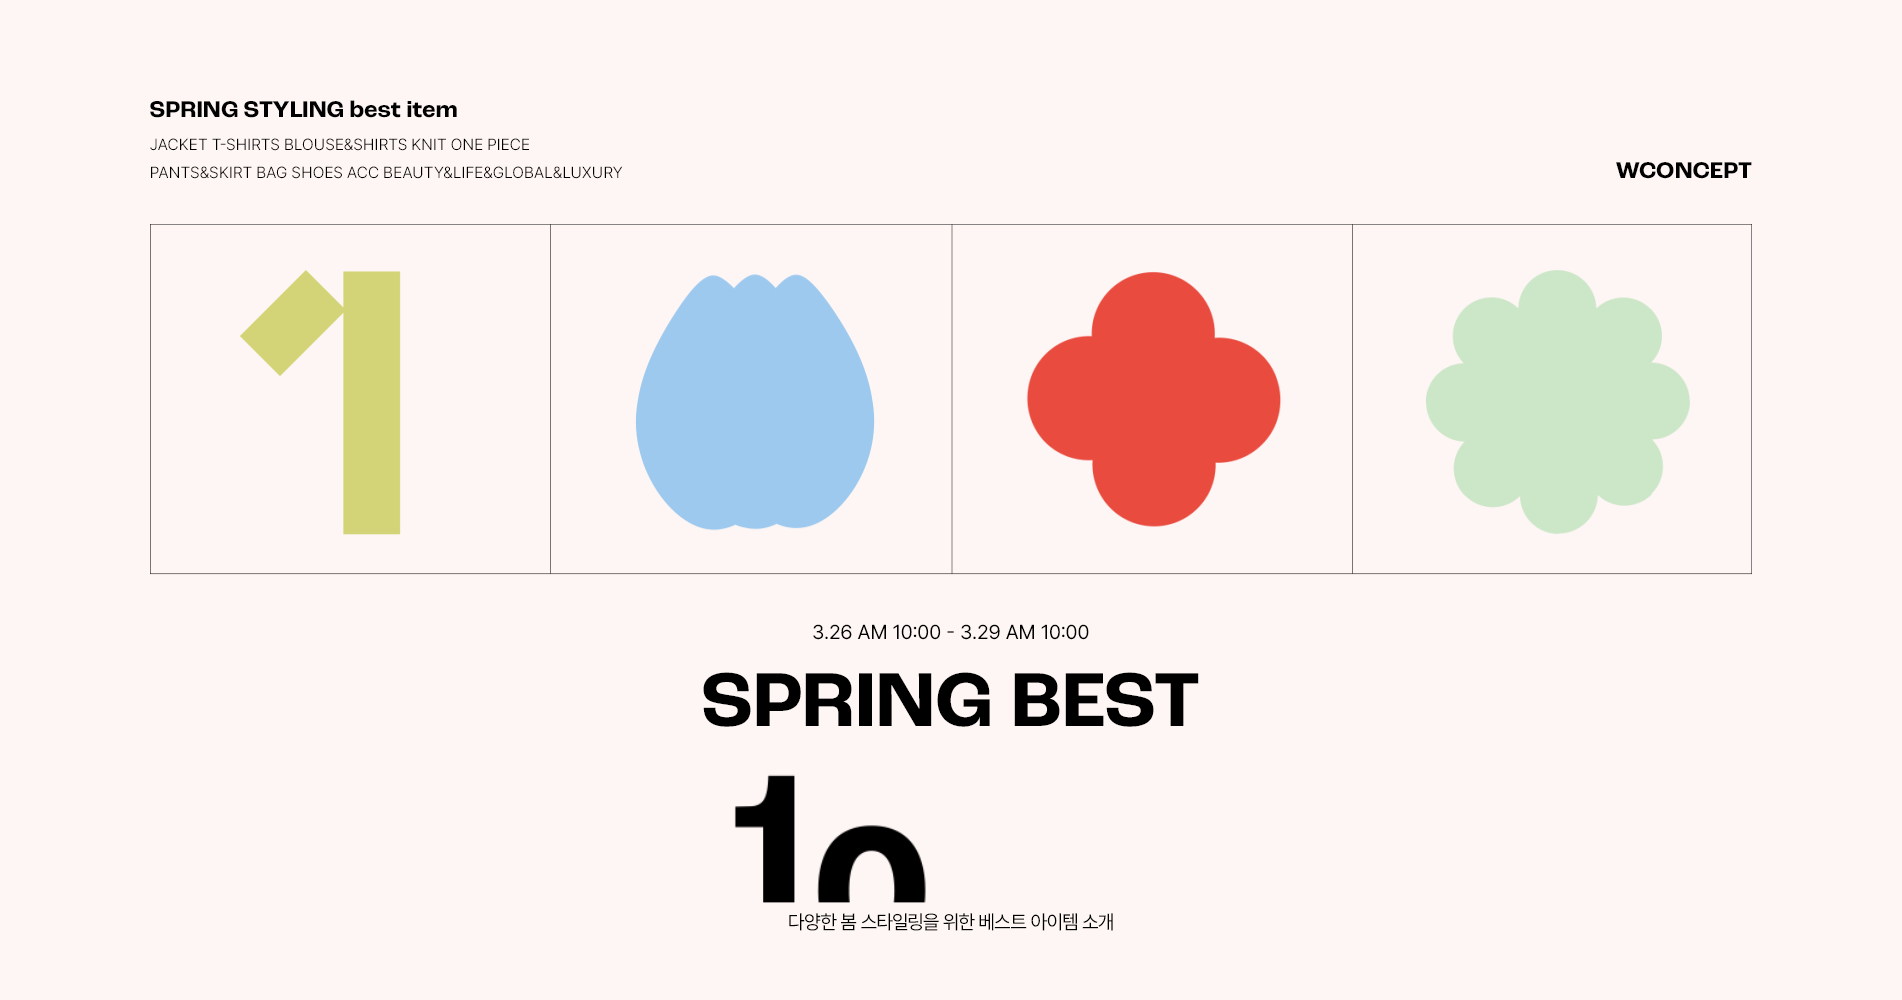 SPRING STYLING best item
JACKET T-SHIRTS BLOUSE&SHIRTS KNIT ONE PIECE
PANTS&SKIRT BAG SHOES ACC BEAUTY&LIFE&GLOBAL&LUXURY
WCONCEPT
1
3.26 AM 10:00 - 3.29 AM 10:00
SPRING BEST
10
다양한 봄 스타일링을 위한 베스트 아이템 소개